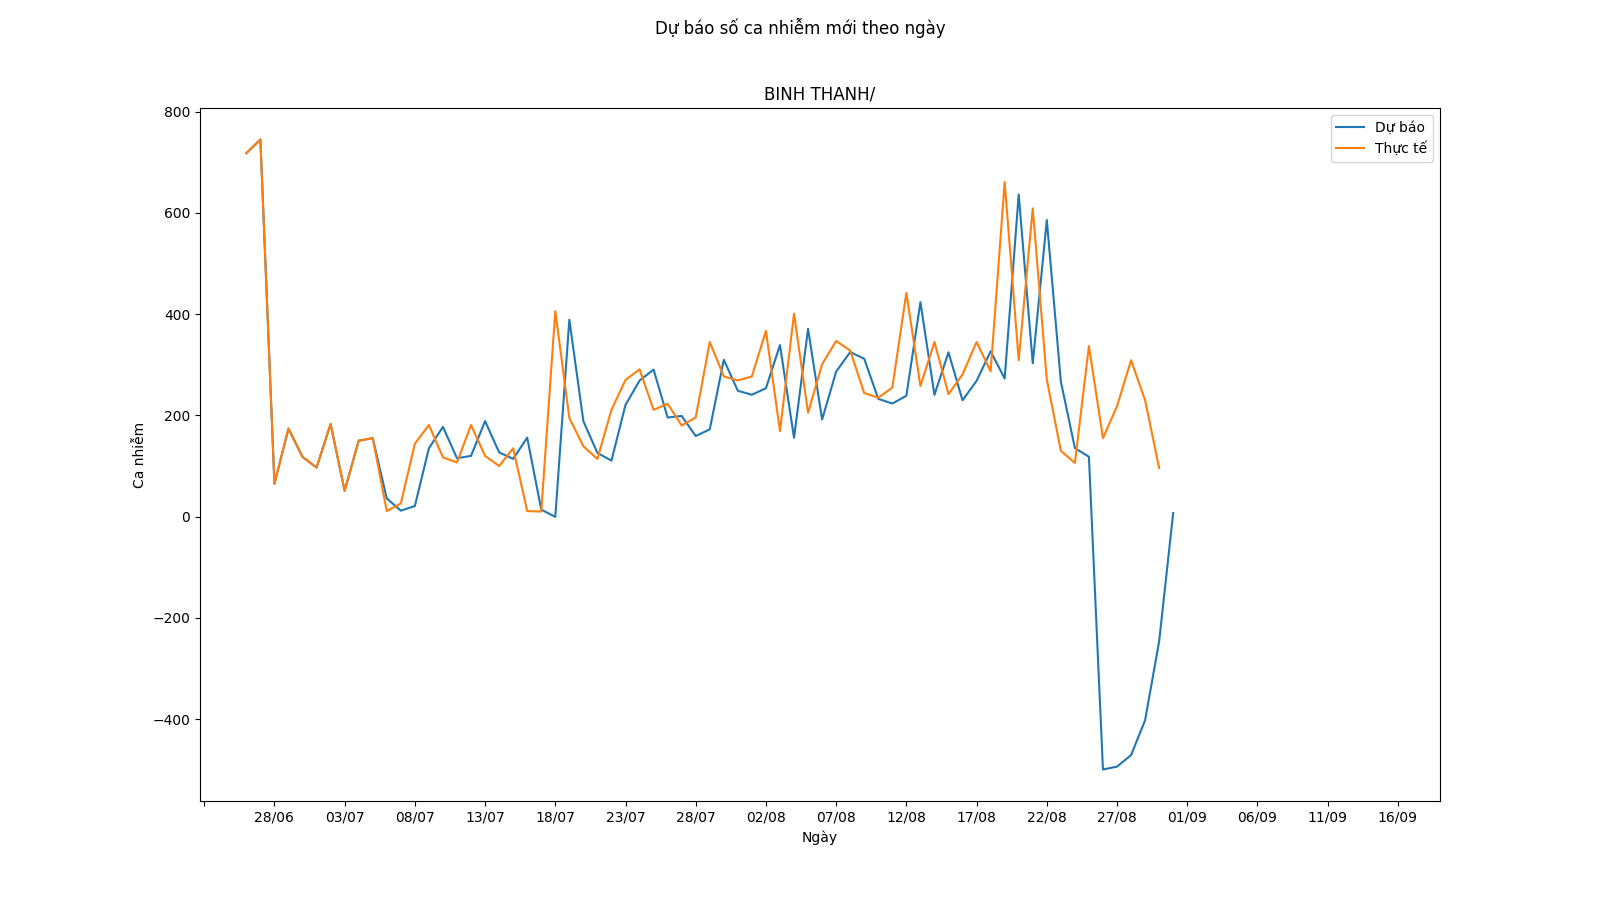 Dự báo số ca nhiễm mới theo ngày
BINH THANH/
Dự báo
Thực tế
800
600
400
200
0
−200
−400
Ca nhiễm
28/06 03/07 08/07 13/07 18/07 23/07 28/07 02/08 07/08 12/08 17/08 22/08 27/08 01/09 06/09 11/09 16/09
Ngày